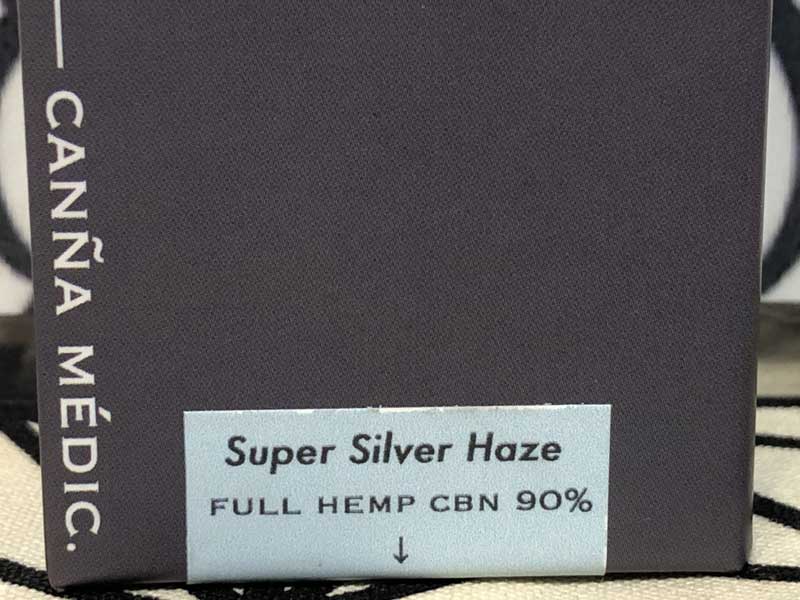 CANÑA MÉDIC.
Super Silver Haze
FULL HEMP CBN 90%
↓